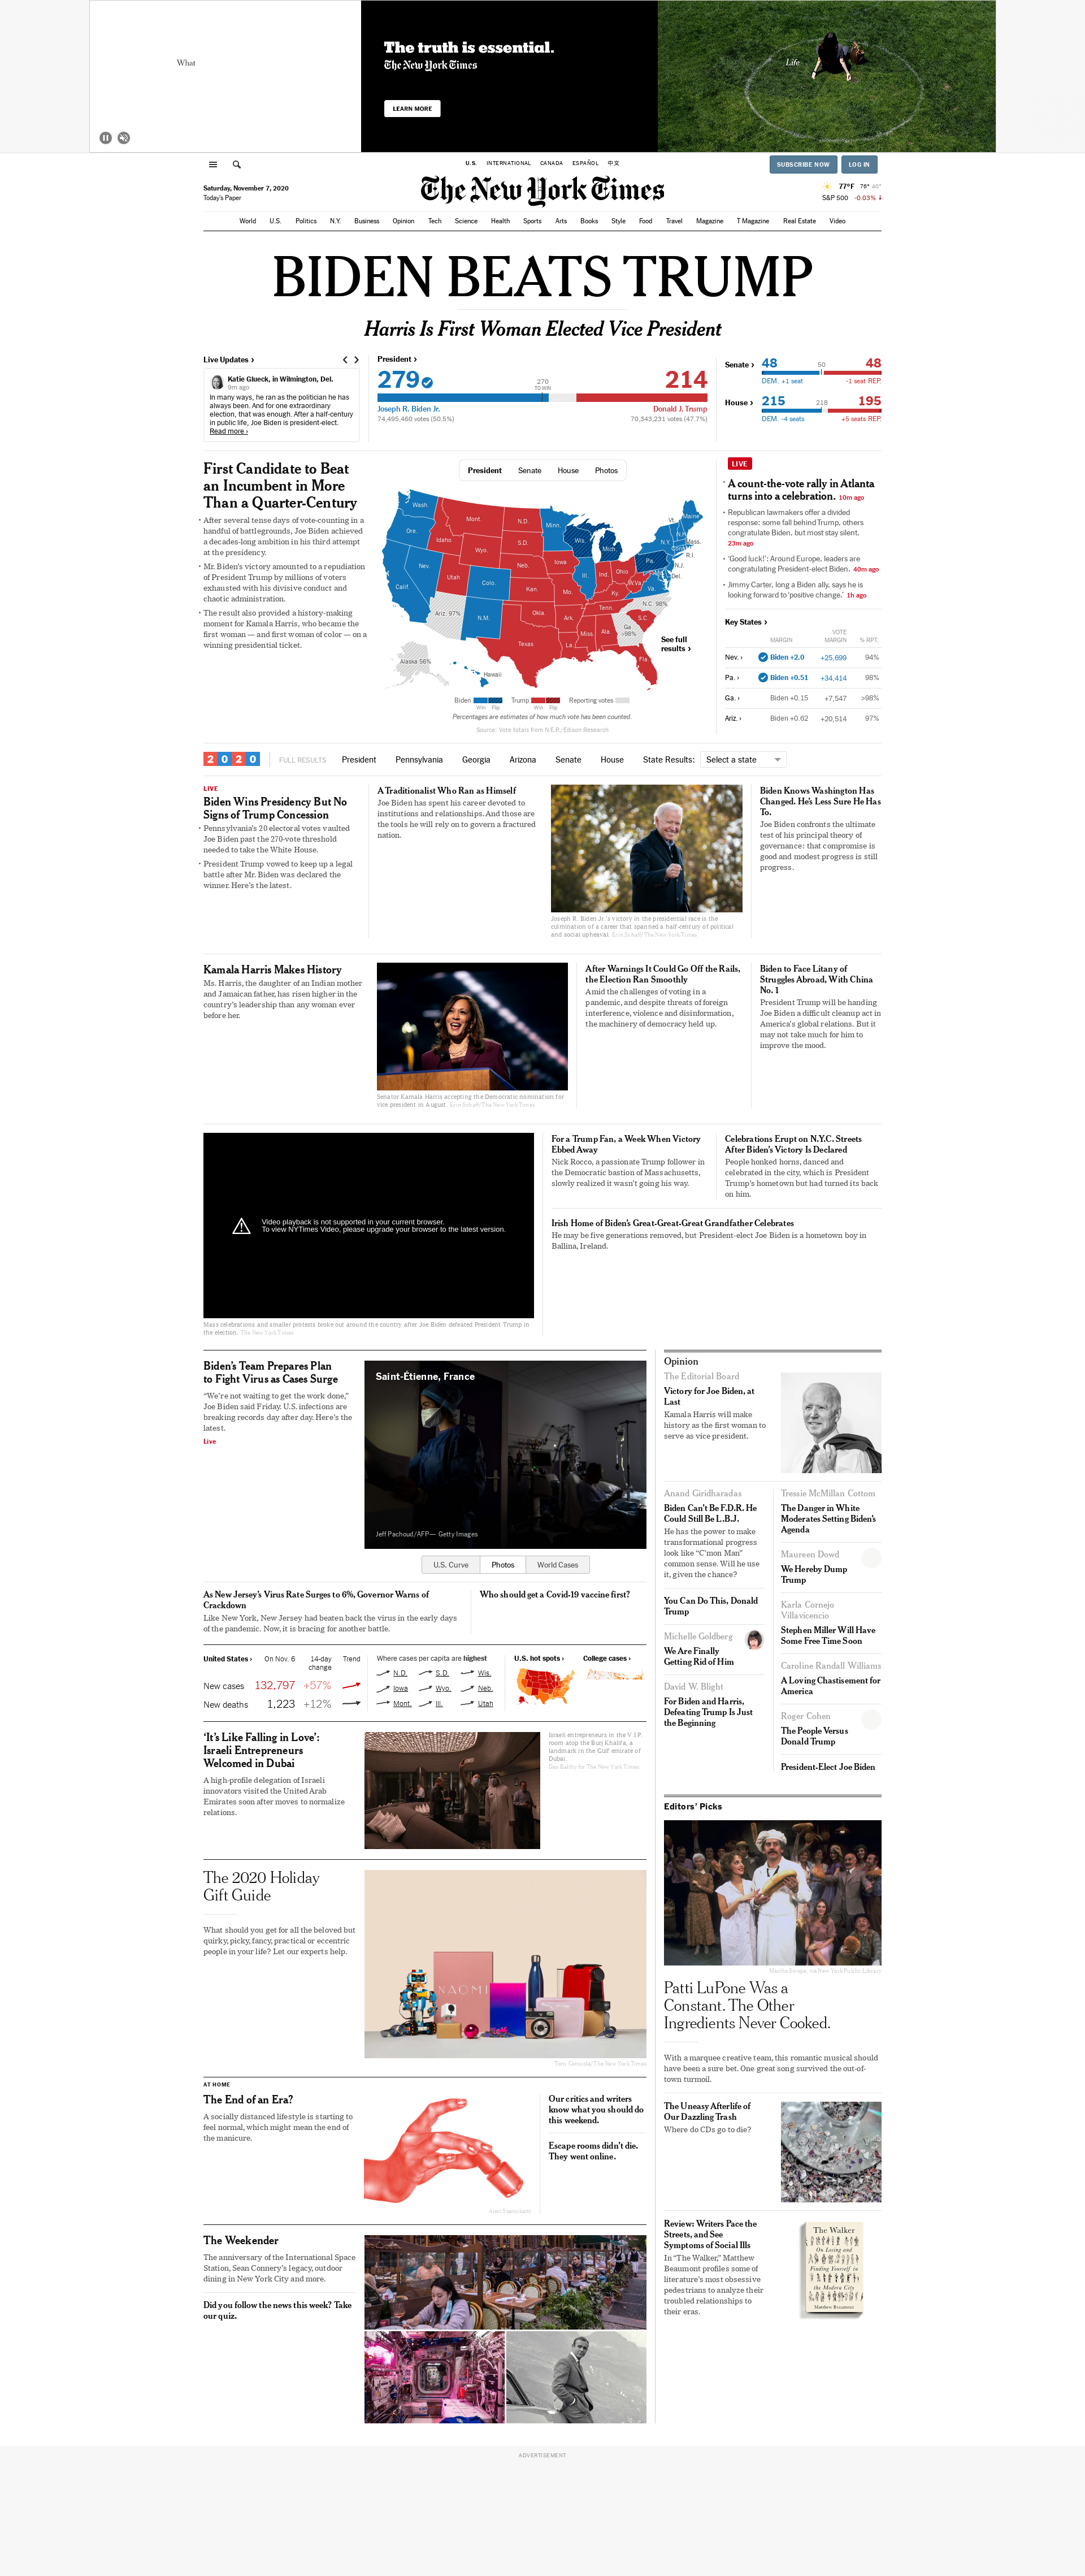 What
The truth is essential.
The New York Times
LEARN MORE
Life
U.S. INTERNATIONAL CANADA ESPAÑOL 中文
SUBSCRIBE NOW LOG IN
Saturday, November 7, 2020
Today's Paper
The New York Times
77°F 76° 40°
S&P 500 -0.03%
World U.S. Politics N.Y. Business Opinion Tech Science Health Sports Arts Books Style Food Travel Magazine T Magazine Real Estate Video
BIDEN BEATS TRUMP
Harris Is First Woman Elected Vice President
Live Updates ›
Katie Glueck, in Wilmington, Del.
9m ago
In many ways, he ran as the politician he has
always been. And for one extraordinary
election, that was enough. After a half-century
in public life, Joe Biden is president-elect.
Read more ›
President ›
279
270
TO WIN
214
Joseph R. Biden Jr.
Donald J. Trump
74,495,460 votes (50.5%)
70,343,231 votes (47.7%)
Senate ›
48 50 48
DEM. +1 seat -1 seat REP.
House ›
215 218 195
DEM. -4 seats +5 seats REP.
First Candidate to Beat
an Incumbent in More
Than a Quarter-Century
• After several tense days of vote-counting in a
handful of battlegrounds, Joe Biden achieved
a decades-long ambition in his third attempt
at the presidency.
• Mr. Biden's victory amounted to a repudiation
of President Trump by millions of voters
exhausted with his divisive conduct and
chaotic administration.
• The result also provided a history-making
moment for Kamala Harris, who became the
first woman — and first woman of color — on a
winning presidential ticket.
President Senate House Photos
Wash.
Ore.
Calif.
Nev.
Idaho
Mont.
Wyo.
Utah
Colo.
Ariz. 97%
N.M.
N.D.
S.D.
Neb.
Kan.
Okla.
Texas
Minn.
Iowa
Mo.
Ark.
La.
Wis.
Ill.
Mich.
Ind.
Ohio
Ky.
Tenn.
Miss.
Ala.
Ga.
>98%
Fla.
S.C.
N.C. 98%
Va.
W.Va.
Pa.
N.Y.
Vt.
N.H.
Maine
Mass.
Conn.
R.I.
N.J.
Del.
Alaska 56%
Hawaii
See full
results ›
Biden Trump Reporting votes
Win Flip Win Flip
Percentages are estimates of how much vote has been counted.
Source: Vote totals from N.E.P./Edison Research
LIVE
• A count-the-vote rally in Atlanta
turns into a celebration. 10m ago
• Republican lawmakers offer a divided
response: some fall behind Trump, others
congratulate Biden, but most stay silent.
23m ago
• 'Good luck!': Around Europe, leaders are
congratulating President-elect Biden. 40m ago
• Jimmy Carter, long a Biden ally, says he is
looking forward to 'positive change.' 1h ago
Key States ›
MARGIN VOTE MARGIN % RPT.
Nev. › Biden +2.0 +25,699 94%
Pa. › Biden +0.51 +34,414 98%
Ga. › Biden +0.15 +7,547 >98%
Ariz. › Biden +0.62 +20,514 97%
2020 FULL RESULTS President Pennsylvania Georgia Arizona Senate House State Results: Select a state
LIVE
Biden Wins Presidency But No
Signs of Trump Concession
• Pennsylvania's 20 electoral votes vaulted
Joe Biden past the 270-vote threshold
needed to take the White House.
• President Trump vowed to keep up a legal
battle after Mr. Biden was declared the
winner. Here's the latest.
A Traditionalist Who Ran as Himself
Joe Biden has spent his career devoted to
institutions and relationships. And those are
the tools he will rely on to govern a fractured
nation.
Joseph R. Biden Jr.'s victory in the presidential race is the
culmination of a career that spanned a half-century of political
and social upheaval. Erin Schaff/The New York Times
Biden Knows Washington Has
Changed. He's Less Sure He Has
To.
Joe Biden confronts the ultimate
test of his principal theory of
governance: that compromise is
good and modest progress is still
progress.
Kamala Harris Makes History
Ms. Harris, the daughter of an Indian mother
and Jamaican father, has risen higher in the
country's leadership than any woman ever
before her.
Senator Kamala Harris accepting the Democratic nomination for
vice president in August. Erin Schaff/The New York Times
After Warnings It Could Go Off the Rails,
the Election Ran Smoothly
Amid the challenges of voting in a
pandemic, and despite threats of foreign
interference, violence and disinformation,
the machinery of democracy held up.
Biden to Face Litany of
Struggles Abroad, With China
No. 1
President Trump will be handing
Joe Biden a difficult cleanup act in
America's global relations. But it
may not take much for him to
improve the mood.
Video playback is not supported in your current browser.
To view NYTimes Video, please upgrade your browser to the latest version.
Mass celebrations and smaller protests broke out around the country after Joe Biden defeated President Trump in
the election. The New York Times
For a Trump Fan, a Week When Victory
Ebbed Away
Nick Rocco, a passionate Trump follower in
the Democratic bastion of Massachusetts,
slowly realized it wasn't going his way.
Celebrations Erupt on N.Y.C. Streets
After Biden's Victory Is Declared
People honked horns, danced and
celebrated in the city, which is President
Trump's hometown but had turned its back
on him.
Irish Home of Biden's Great-Great-Great Grandfather Celebrates
He may be five generations removed, but President-elect Joe Biden is a hometown boy in
Ballina, Ireland.
Biden's Team Prepares Plan
to Fight Virus as Cases Surge
"We're not waiting to get the work done,"
Joe Biden said Friday. U.S. infections are
breaking records day after day. Here's the
latest.
Live
Saint-Étienne, France
Jeff Pachoud/AFP— Getty Images
U.S. Curve Photos World Cases
As New Jersey's Virus Rate Surges to 6%, Governor Warns of
Crackdown
Like New York, New Jersey had beaten back the virus in the early days
of the pandemic. Now, it is bracing for another battle.
Who should get a Covid-19 vaccine first?
United States › On Nov. 6 14-day change Trend
New cases 132,797 +57%
New deaths 1,223 +12%
Where cases per capita are highest
N.D. S.D. Wis.
Iowa Wyo. Neb.
Mont. Ill. Utah
U.S. hot spots ›
College cases ›
'It's Like Falling in Love':
Israeli Entrepreneurs
Welcomed in Dubai
A high-profile delegation of Israeli
innovators visited the United Arab
Emirates soon after moves to normalize
relations.
Israeli entrepreneurs in the V.I.P.
room atop the Burj Khalifa, a
landmark in the Gulf emirate of
Dubai.
Dan Balilty for The New York Times
The 2020 Holiday
Gift Guide
What should you get for all the beloved but
quirky, picky, fancy, practical or eccentric
people in your life? Let our experts help.
NAOMI
Tony Cenicola/The New York Times
AT HOME
The End of an Era?
A socially distanced lifestyle is starting to
feel normal, which might mean the end of
the manicure.
Our critics and writers
know what you should do
this weekend.
Escape rooms didn't die.
They went online.
The Weekender
The anniversary of the International Space
Station, Sean Connery's legacy, outdoor
dining in New York City and more.
Did you follow the news this week? Take
our quiz.
Opinion
The Editorial Board
Victory for Joe Biden, at
Last
Kamala Harris will make
history as the first woman to
serve as vice president.
Anand Giridharadas
Biden Can't Be F.D.R. He
Could Still Be L.B.J.
He has the power to make
transformational progress
look like "C'mon Man"
common sense. Will he use
it, given the chance?
You Can Do This, Donald
Trump
Michelle Goldberg
We Are Finally
Getting Rid of Him
David W. Blight
For Biden and Harris,
Defeating Trump Is Just
the Beginning
Tressie McMillan Cottom
The Danger in White
Moderates Setting Biden's
Agenda
Maureen Dowd
We Hereby Dump
Trump
Karla Cornejo
Villavicencio
Stephen Miller Will Have
Some Free Time Soon
Caroline Randall Williams
A Loving Chastisement for
America
Roger Cohen
The People Versus
Donald Trump
President-Elect Joe Biden
Editors' Picks
Martha Swope, via New York Public Library
Patti LuPone Was a
Constant. The Other
Ingredients Never Cooked.
With a marquee creative team, this romantic musical should
have been a sure bet. One great song survived the out-of-
town turmoil.
The Uneasy Afterlife of
Our Dazzling Trash
Where do CDs go to die?
Review: Writers Pace the
Streets, and See
Symptoms of Social Ills
In "The Walker," Matthew
Beaumont profiles some of
literature's most obsessive
pedestrians to analyze their
troubled relationships to
their eras.
The Walker
On Losing and
Finding Yourself in
the Modern City
Matthew Beaumont
ADVERTISEMENT